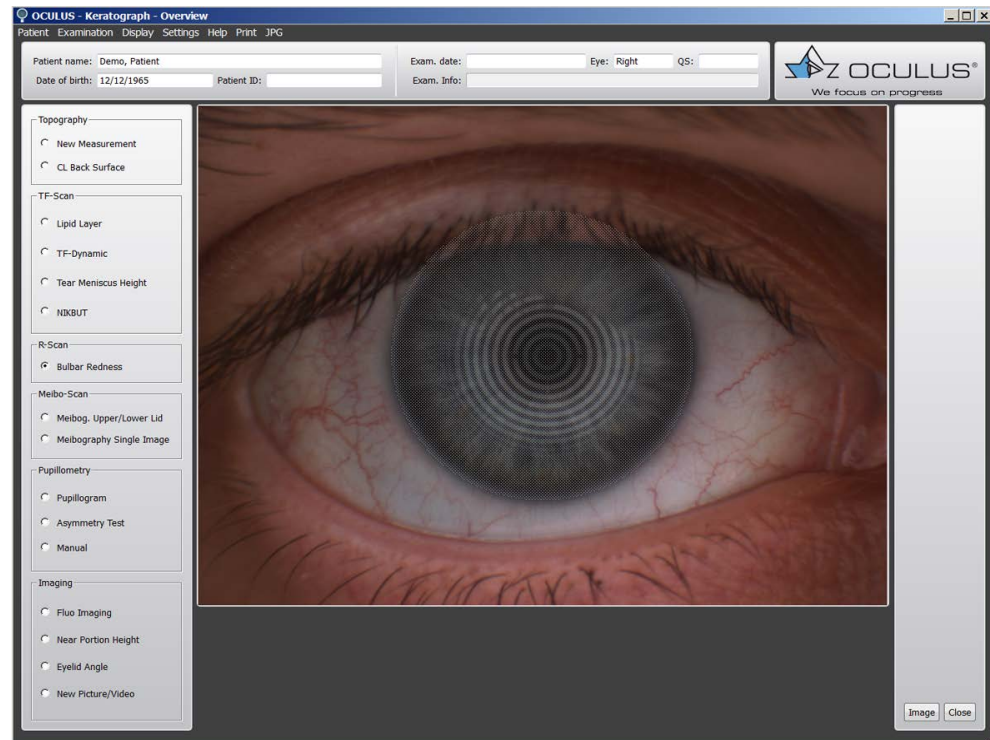 OCULUS - Keratograph - Overview
Patient Examination Display Settings Help Print JPG
Patient name: Demo, Patient
Date of birth: 12/12/1965 Patient ID:
Exam. date: Eye: Right QS:
Exam. Info:
OCULUS®
We focus on progress
Topography
New Measurement
CL Back Surface
TF-Scan
Lipid Layer
TF-Dynamic
Tear Meniscus Height
NIKBUT
R-Scan
Bulbar Redness
Meibo-Scan
Meibog. Upper/Lower Lid
Meibography Single Image
Pupillometry
Pupillogram
Asymmetry Test
Manual
Imaging
Fluo Imaging
Near Portion Height
Eyelid Angle
New Picture/Video
Image Close